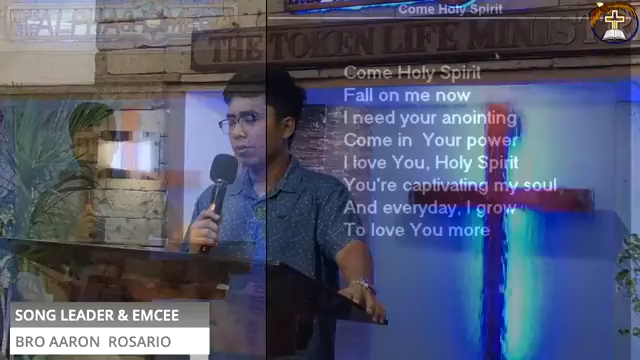 Come Holy Spirit
THE TOKEN LIFE MINIST
Come Holy Spirit
Fall on me now
I need your anointing
Come in Your power
I love You, Holy Spirit
You're captivating my soul
And everyday, I grow
To love You more
SONG LEADER & EMCEE
BRO AARON ROSARIO